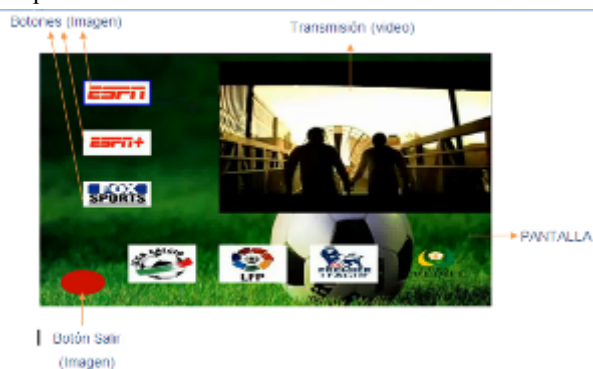 Botones (Imagen)
Transmisión (video)
ESPN
ESPN+
FOX
SPORTS
PANTALLA
LFP
PREMIER
LEAGUE
Botón Salir
(Imagen)